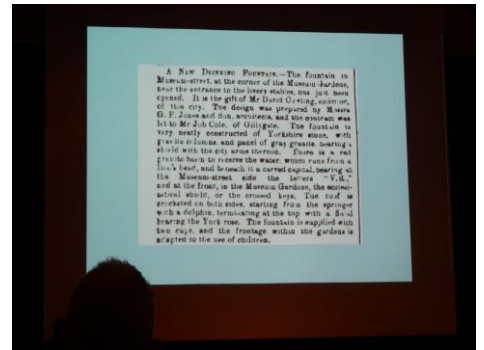 A NEW DRINKING FOUNTAIN.—The fountain in
Museum-street, at the corner of the Museum Gardens,
near the entrance to the livery stables, has just been
opened. It is the gift of Mr David
of this city. The design was prepared by Messrs
G. F. Jones and Son, architects, and the contract was
let to Mr Job Cole, of Gillygate. The fountain is
very neatly constructed of Yorkshire stone, with
granite columns, and panel of gray granite, bearing a
shield with the city arms thereon. There is a red
granite basin to receive the water, which runs from a
lion's head, and beneath it a carved capital, bearing at
the Museum-street side the letters "V.R.,"
and at the front, in the Museum Gardens, the ecclesi-
astical shield, or the crossed keys. The roof is
crocketed on both sides, starting from the springer
with a dolphin, terminating at the top with a finial
bearing the York rose. The fountain is supplied with
two cups, and the frontage within the gardens is
adapted to the use of children.